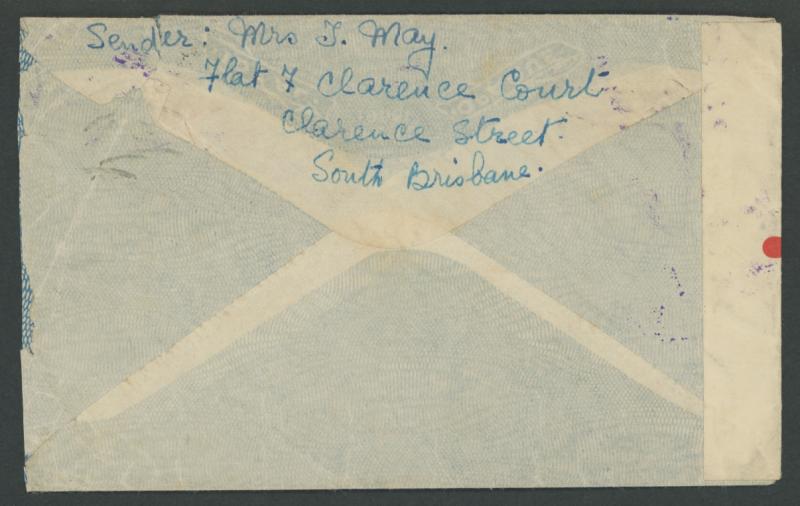 Sender: Mrs J. May.
Flat 7 Clarence Court
Clarence Street.
South Brisbane.